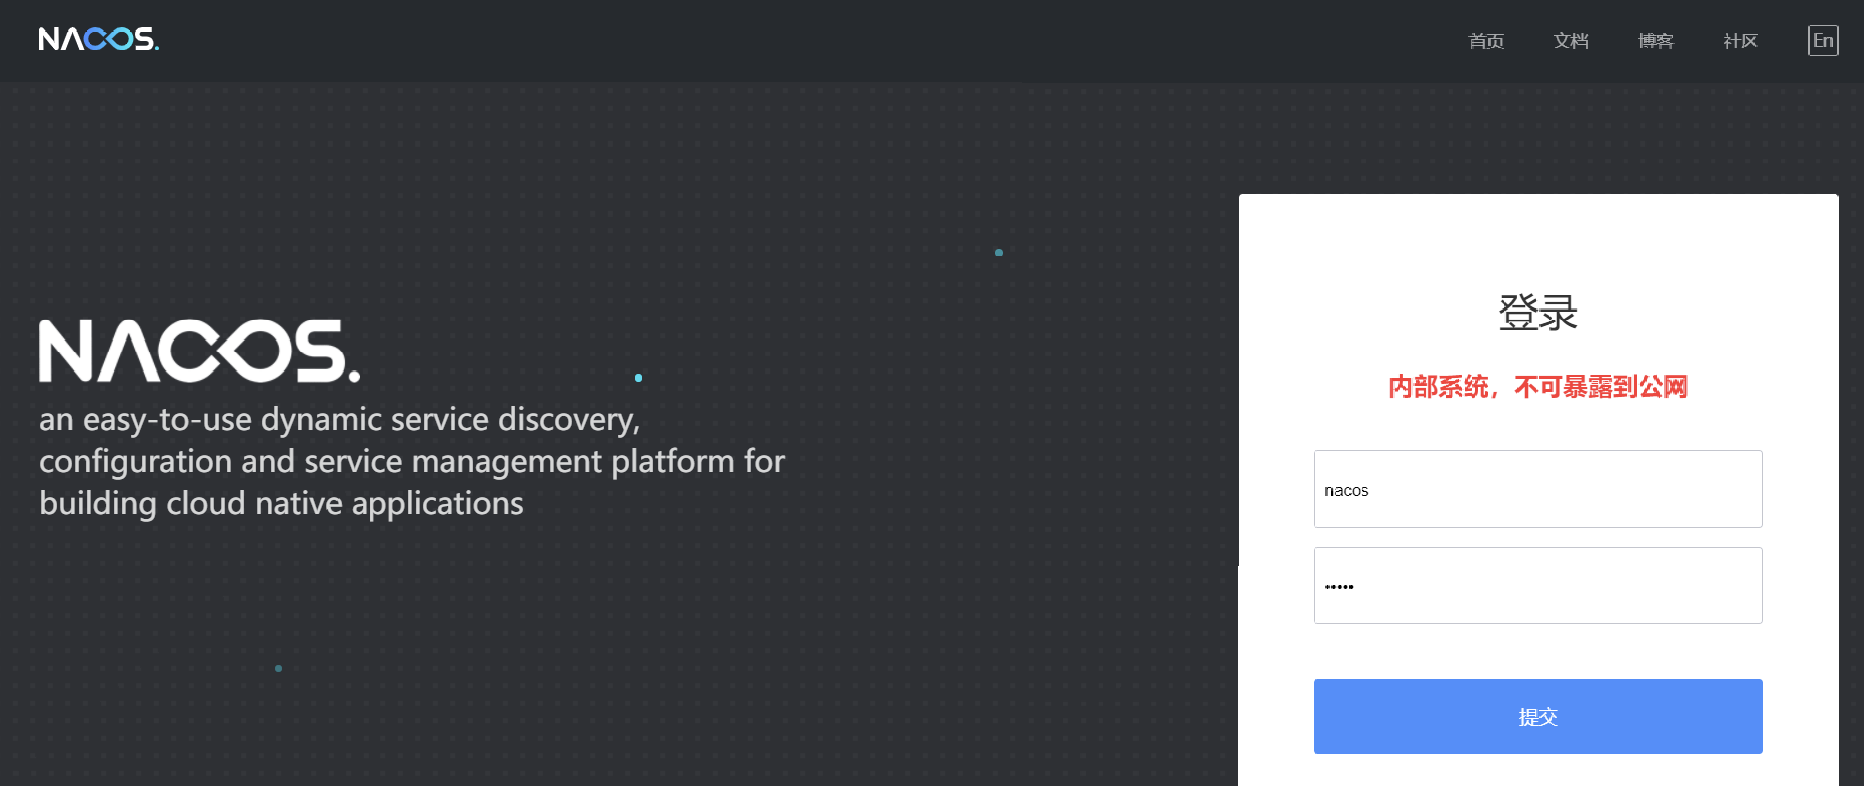 NACOS.
首页 文档 博客 社区 En
NACOS.
an easy-to-use dynamic service discovery,
configuration and service management platform for
building cloud native applications
登录
内部系统，不可暴露到公网
nacos
•••••
提交